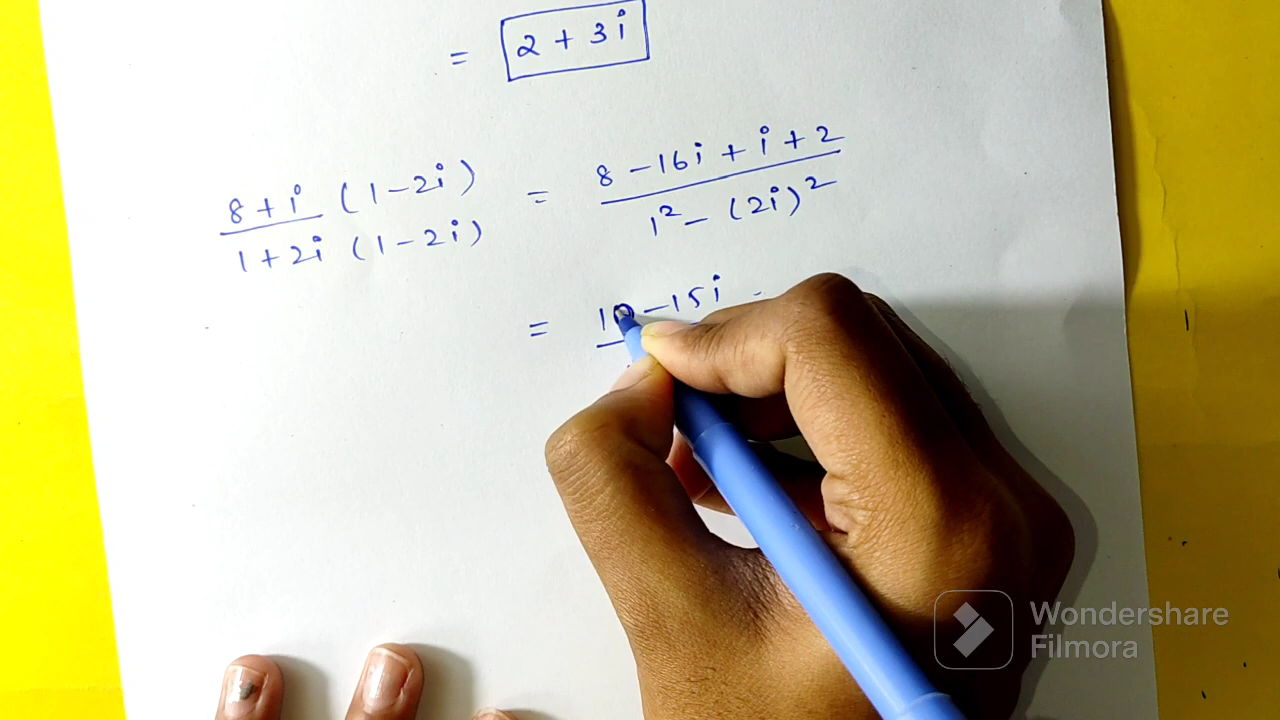 = 2 + 3i
8 + i (1 - 2i) = 8 - 16i + i + 2
1 + 2i (1 - 2i) 1² - (2i)²
= 10 - 15i
Wondershare
Filmora